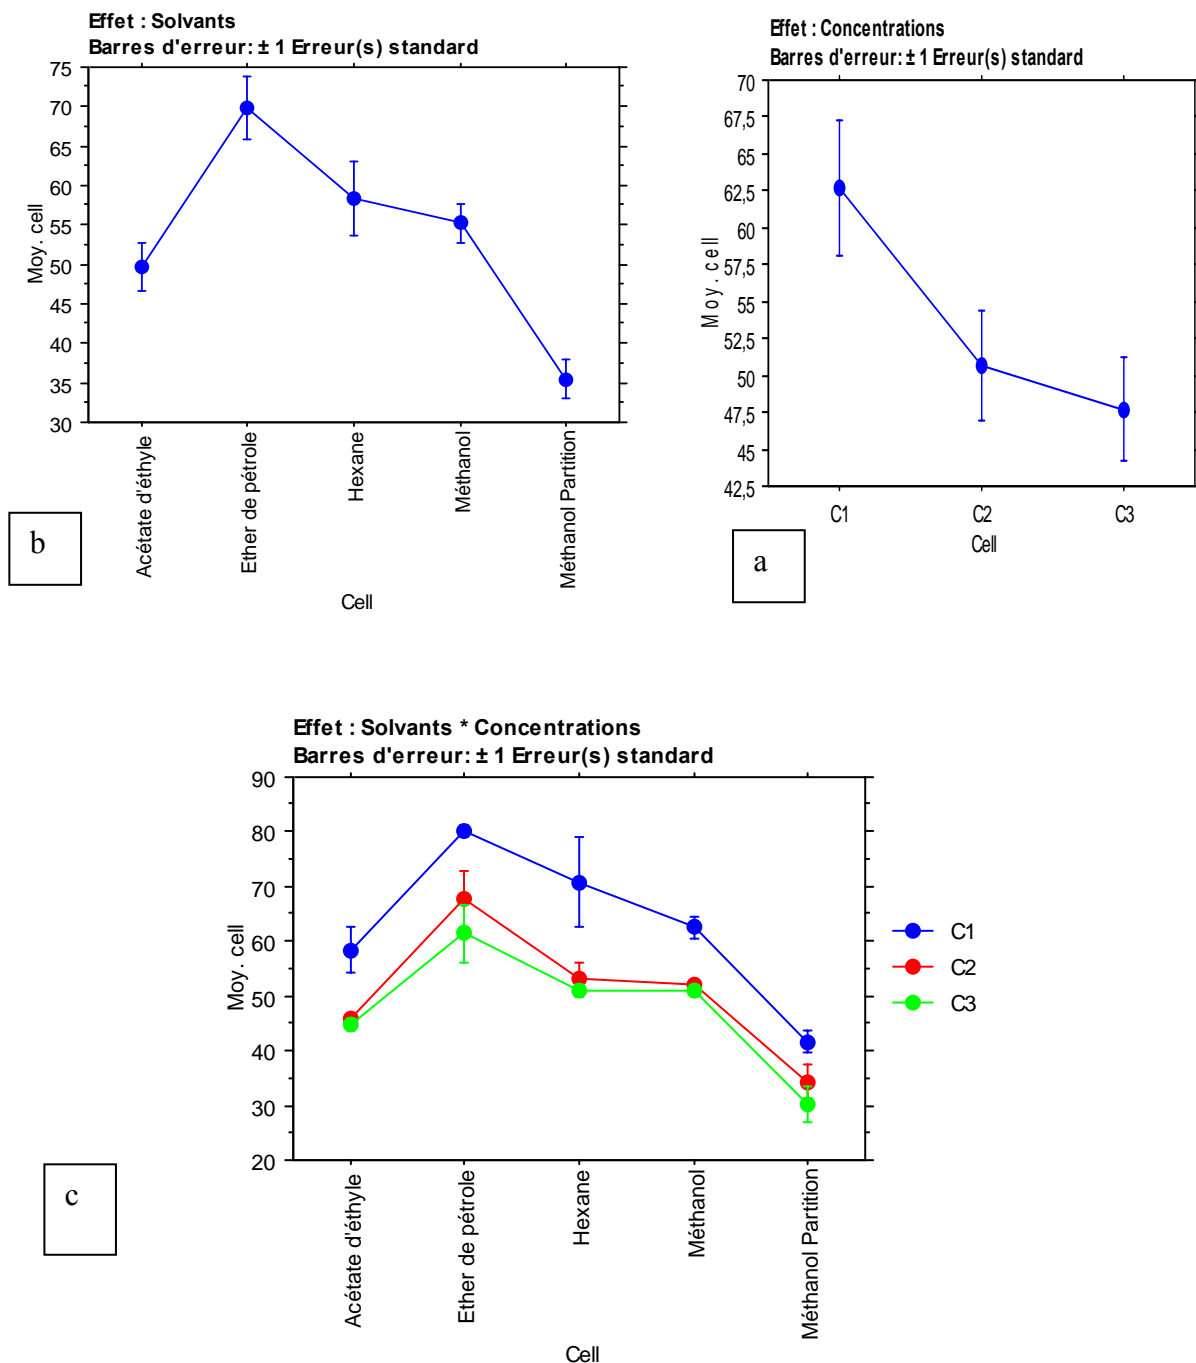 Effet : Solvants
Barres d'erreur: ± 1 Erreur(s) standard
75
70
65
60
55
50
45
40
35
30
Moy. cell
Acétate d'éthyle
Ether de pétrole
Hexane
Méthanol
Méthanol Partition
Cell
b
Effet : Concentrations
Barres d'erreur: ± 1 Erreur(s) standard
70
67,5
65
62,5
60
57,5
55
52,5
50
47,5
45
42,5
Moy. cell
C1
C2
C3
Cell
a
Effet : Solvants * Concentrations
Barres d'erreur: ± 1 Erreur(s) standard
90
80
70
60
50
40
30
20
Moy. cell
Acétate d'éthyle
Ether de pétrole
Hexane
Méthanol
Méthanol Partition
Cell
C1
C2
C3
c